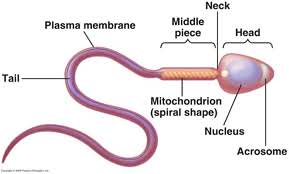 Neck
Middle
piece
Head
Plasma membrane
Tail
Mitochondrion
(spiral shape)
Nucleus
Acrosome